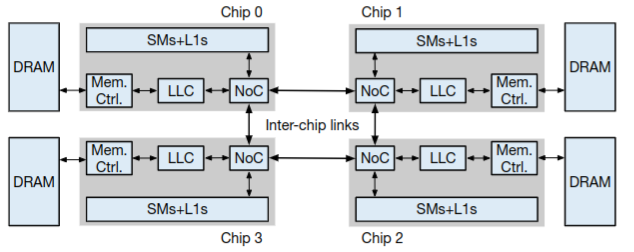 Chip 0
Chip 1
SMs+L1s
SMs+L1s
DRAM
Mem.
Ctrl.
LLC
NoC
NoC
LLC
Mem.
Ctrl.
DRAM
Inter-chip links
DRAM
Mem.
Ctrl.
LLC
NoC
NoC
LLC
Mem.
Ctrl.
DRAM
SMs+L1s
SMs+L1s
Chip 3
Chip 2